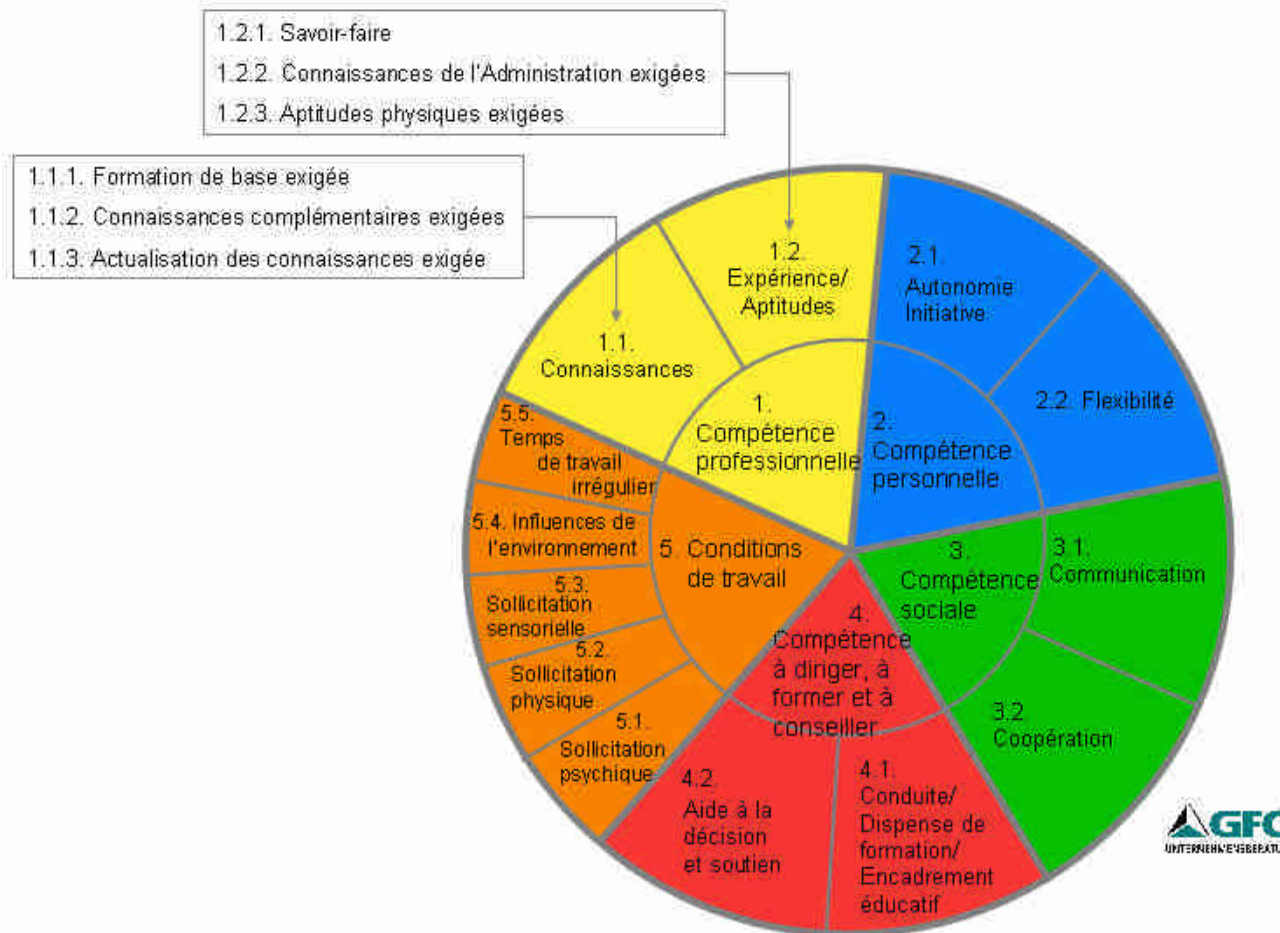 1.2.1. Savoir-faire
1.2.2. Connaissances de l'Administration exigées
1.2.3. Aptitudes physiques exigées
1.1.1. Formation de base exigée
1.1.2. Connaissances complémentaires exigées
1.1.3. Actualisation des connaissances exigée
1.2.
Expérience/
Aptitudes
1.1.
Connaissances
1.
Compétence
professionnelle
2.1.
Autonomie
Initiative
2.2. Flexibilité
2.
Compétence
personnelle
3.
Compétence
sociale
3.1.
Communication
3.2.
Coopération
4.
Compétence
à diriger, à
former et à
conseiller
4.1.
Conduite/
Dispense de
formation/
Encadrement
éducatif
4.2.
Aide à la
décision
et soutien
5. Conditions
de travail
5.5.
Temps
de travail
irrégulier
5.4. Influences de
l'environnement
5.3.
Sollicitation
sensorielle
5.2.
Sollicitation
physique
5.1.
Sollicitation
psychique